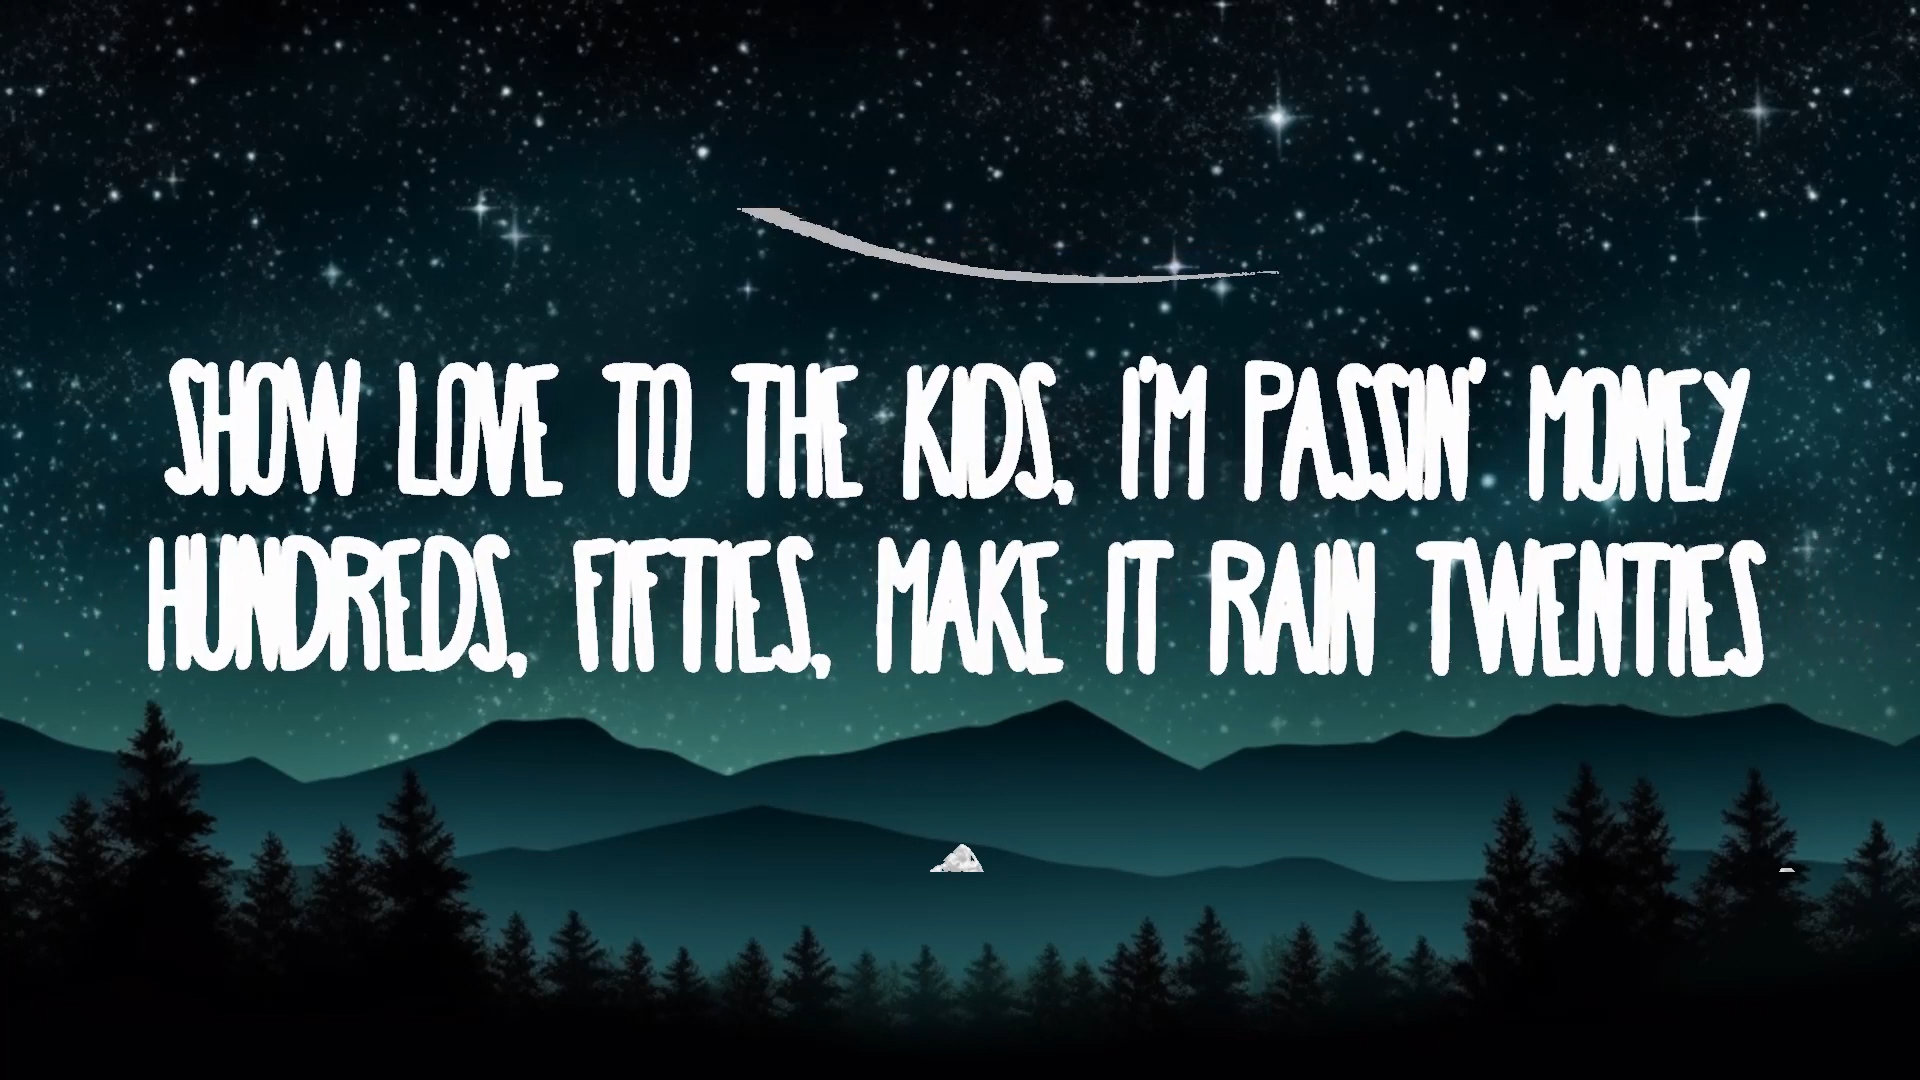 SHOW LOVE TO THE KIDS, I'M PASSIN' MONEY
HUNDREDS, FIFTIES, MAKE IT RAIN TWENTIES